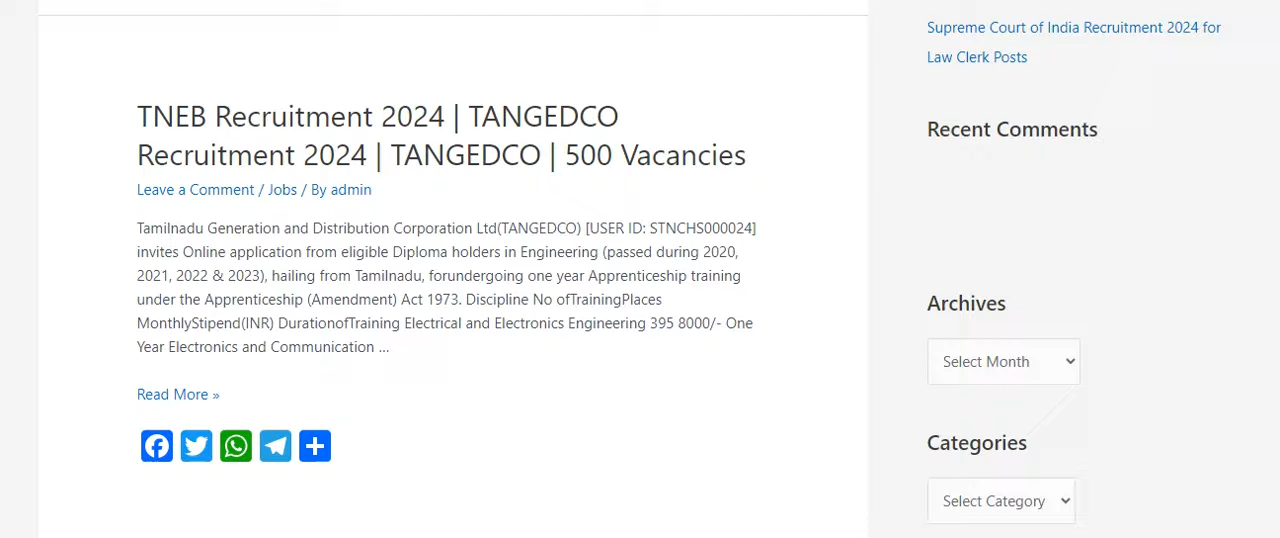 Supreme Court of India Recruitment 2024 for
Law Clerk Posts
TNEB Recruitment 2024 | TANGEDCO
Recruitment 2024 | TANGEDCO | 500 Vacancies
Leave a Comment / Jobs / By admin
Tamilnadu Generation and Distribution Corporation Ltd(TANGEDCO) [USER ID: STNCHS000024]
invites Online application from eligible Diploma holders in Engineering (passed during 2020,
2021, 2022 & 2023), hailing from Tamilnadu, forundergoing one year Apprenticeship training
under the Apprenticeship (Amendment) Act 1973. Discipline No ofTrainingPlaces
MonthlyStipend(INR) DurationofTraining Electrical and Electronics Engineering 395 8000/- One
Year Electronics and Communication …
Read More »
Recent Comments
Archives
Select Month
Categories
Select Category